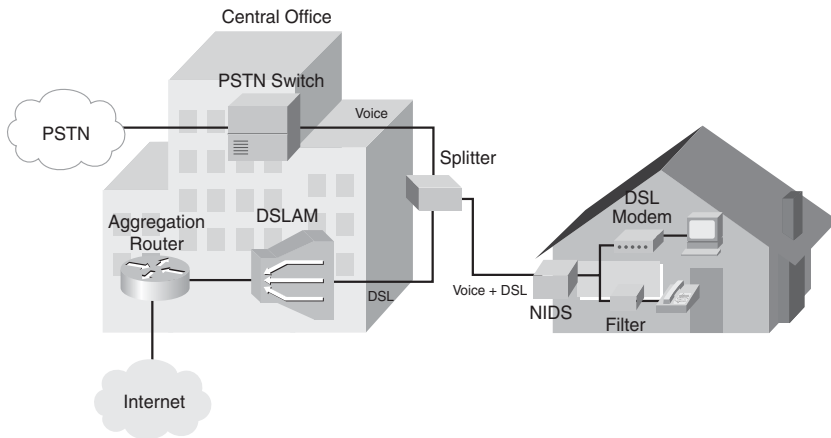 Central Office
PSTN Switch
Voice
PSTN
Splitter
DSL
Modem
DSLAM
Aggregation
Router
DSL
Voice + DSL
NIDS
Filter
Internet